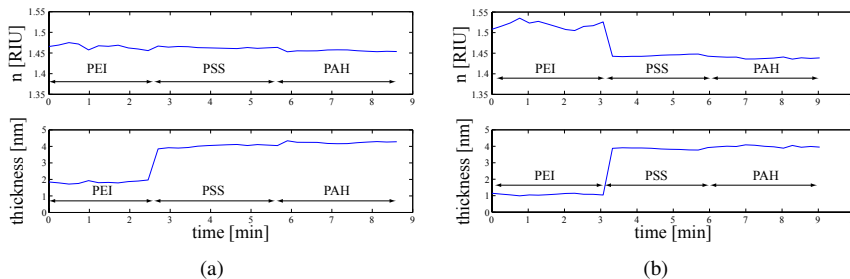 1.55
1.5
1.45
1.4
1.35
n [RIU]
PEI PSS PAH
0 1 2 3 4 5 6 7 8 9
5
4
3
2
1
0
thickness [nm]
PEI PSS PAH
0 1 2 3 4 5 6 7 8 9
time [min]
(a)
1.55
1.5
1.45
1.4
1.35
n [RIU]
PEI PSS PAH
0 1 2 3 4 5 6 7 8 9
5
4
3
2
1
0
thickness [nm]
PEI PSS PAH
0 1 2 3 4 5 6 7 8 9
time [min]
(b)